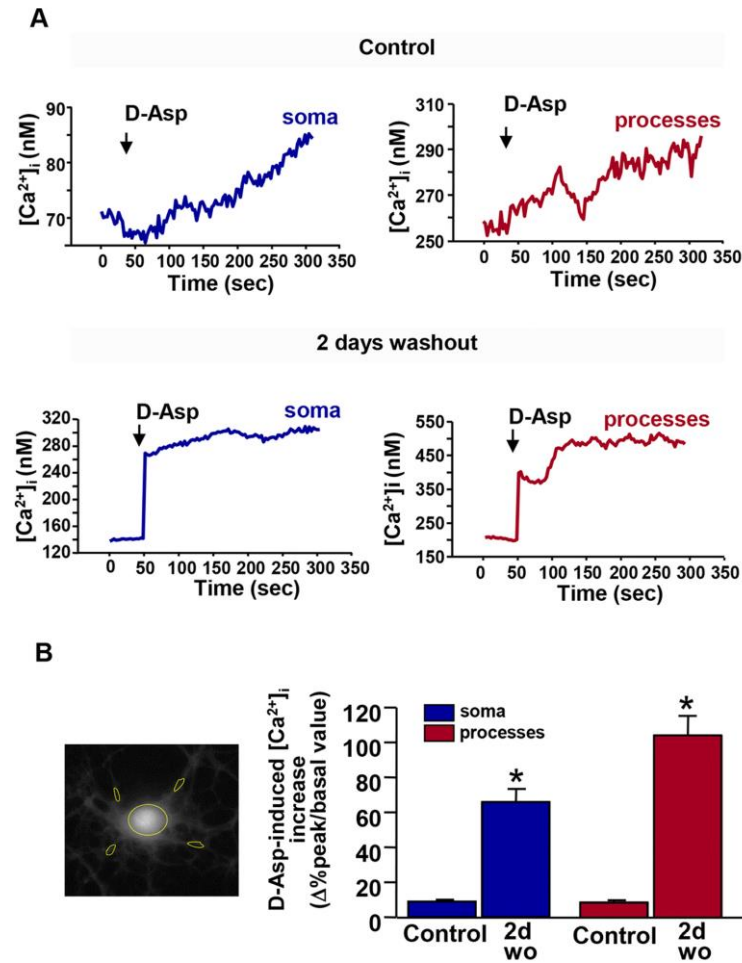 A
Control
D-Asp
soma
[Ca²⁺]ᵢ (nM)
90
80
70
0 50 100 150 200 250 300 350
Time (sec)
D-Asp
processes
[Ca²⁺]ᵢ (nM)
310
290
270
250
0 50 100 150 200 250 300 350
Time (sec)
2 days washout
D-Asp
soma
[Ca²⁺]ᵢ (nM)
320
280
240
200
160
120
0 50 100 150 200 250 300 350
Time (sec)
D-Asp
processes
[Ca²⁺]i (nM)
550
450
350
250
150
0 50 100 150 200 250 300 350
Time (sec)
B
D-Asp-induced [Ca²⁺]ᵢ
increase
(Δ%peak/basal value)
120
100
80
60
40
20
0
soma
processes
*
*
Control 2d Control 2d
wo wo